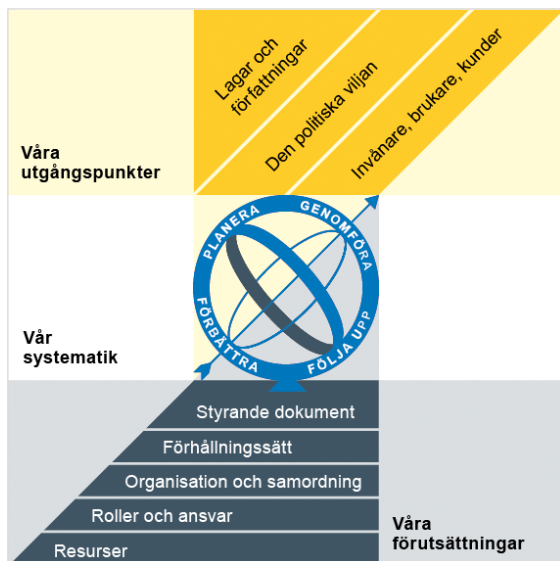 Lagar och
författningar
Den politiska viljan
Invånare, brukare, kunder
Våra
utgångspunkter
PLANERA
GENOMFÖRA
FÖRBÄTTRA
FÖLJA UPP
Vår
systematik
Styrande dokument
Förhållningssätt
Organisation och samordning
Roller och ansvar
Resurser
Våra
förutsättningar